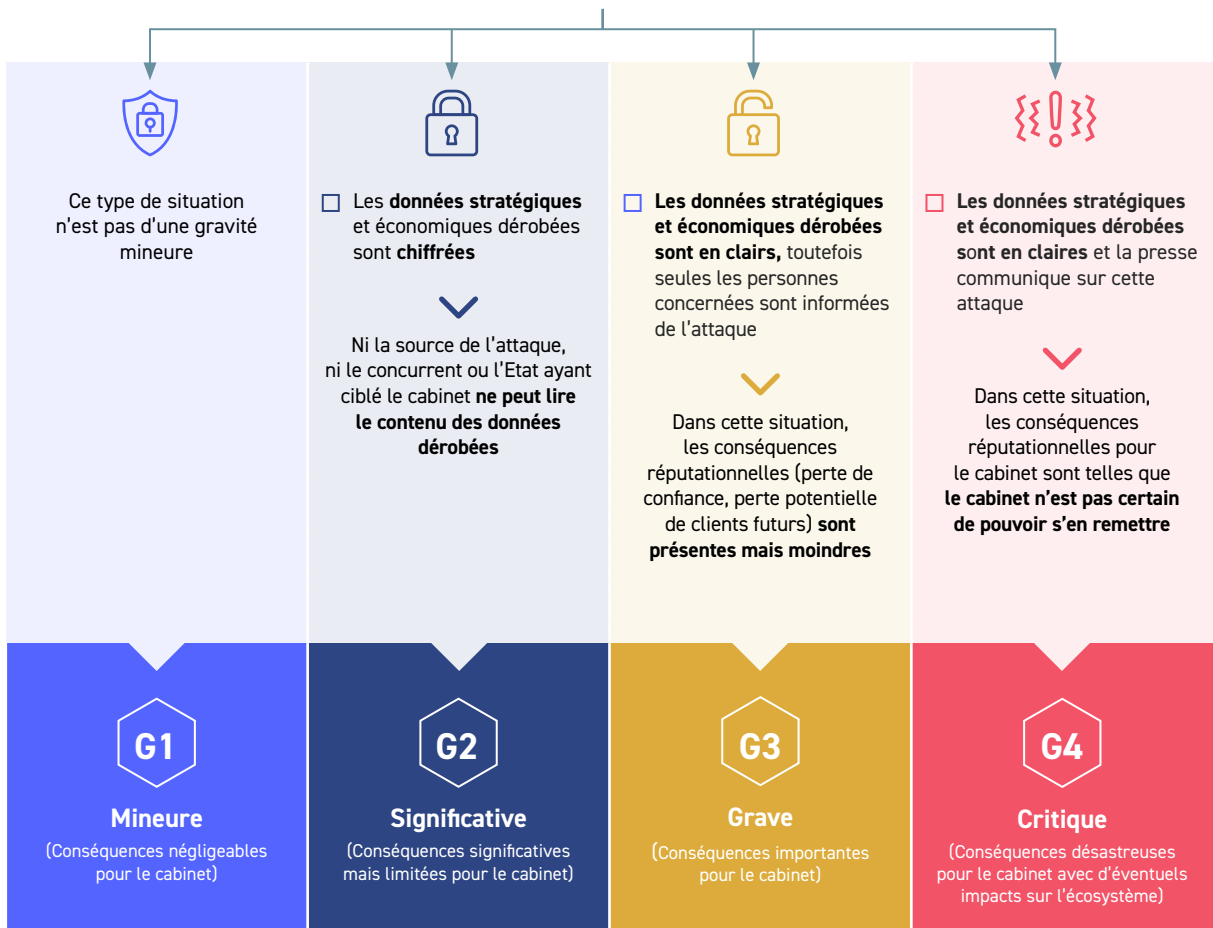 Ce type de situation
n’est pas d’une gravité
mineure
Les données stratégiques
et économiques dérobées
sont chiffrées
Ni la source de l’attaque,
ni le concurrent ou l’Etat ayant
ciblé le cabinet ne peut lire
le contenu des données
dérobées
Les données stratégiques
et économiques dérobées
sont en clairs, toutefois
seules les personnes
concernées sont informées
de l’attaque
Dans cette situation,
les conséquences
réputationnelles (perte de
confiance, perte potentielle
de clients futurs) sont
présentes mais moindres
Les données stratégiques
et économiques dérobées
sont en claires et la presse
communique sur cette
attaque
Dans cette situation,
les conséquences
réputationnelles pour
le cabinet sont telles que
le cabinet n’est pas certain
de pouvoir s’en remettre
G1
Mineure
(Conséquences négligeables
pour le cabinet)
G2
Significative
(Conséquences significatives
mais limitées pour le cabinet)
G3
Grave
(Conséquences importantes
pour le cabinet)
G4
Critique
(Conséquences désastreuses
pour le cabinet avec d’éventuels
impacts sur l’écosystème)